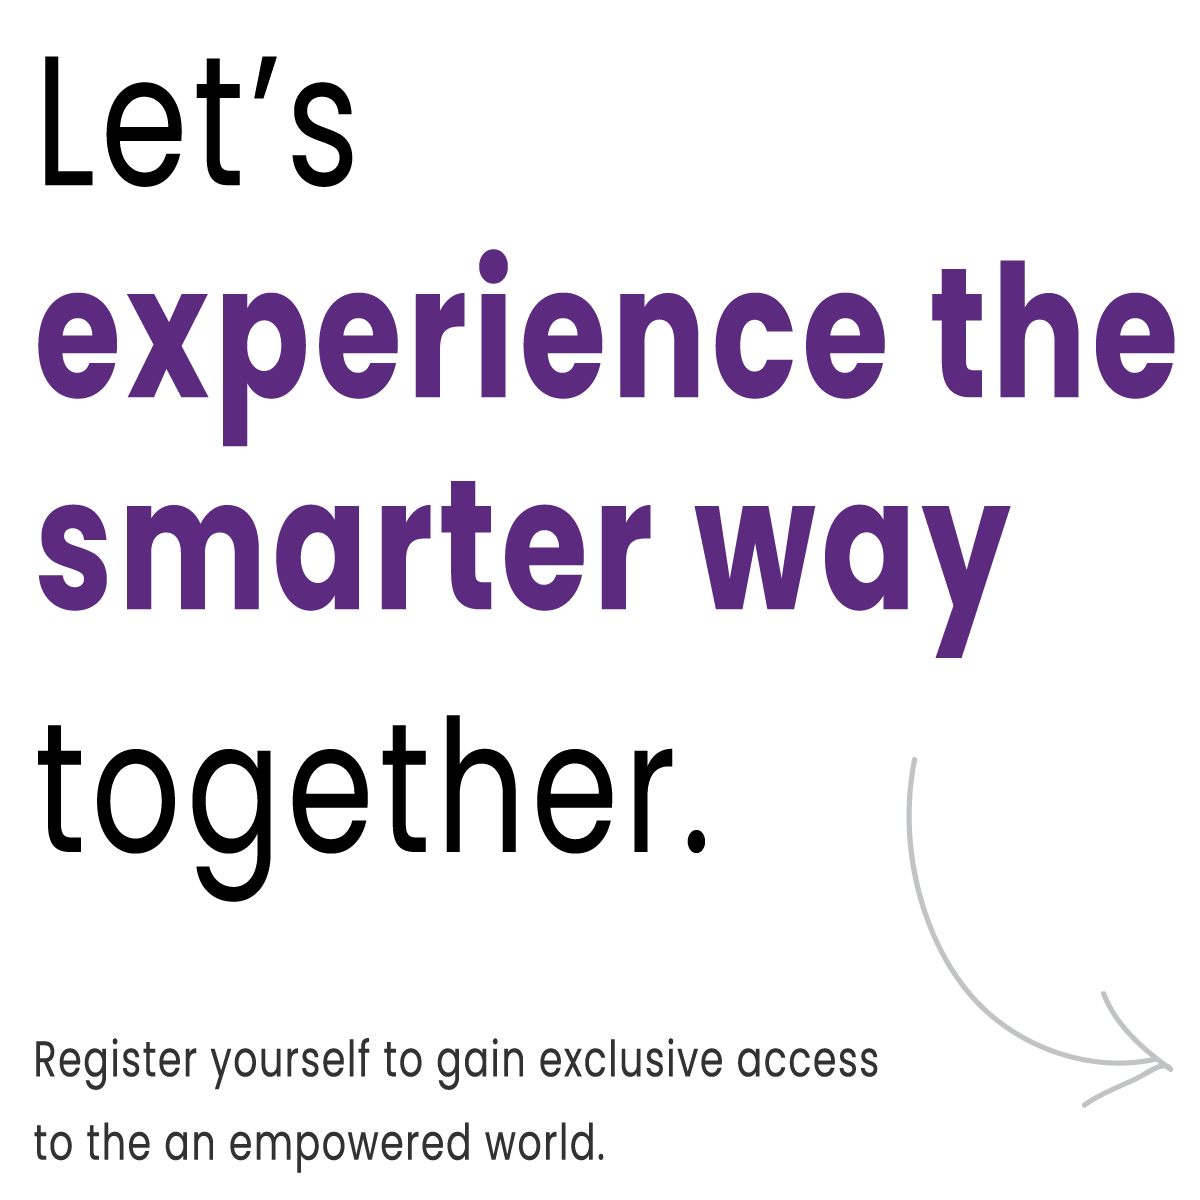 Let’s
experience the
smarter way
together.
Register yourself to gain exclusive access
to the an empowered world.